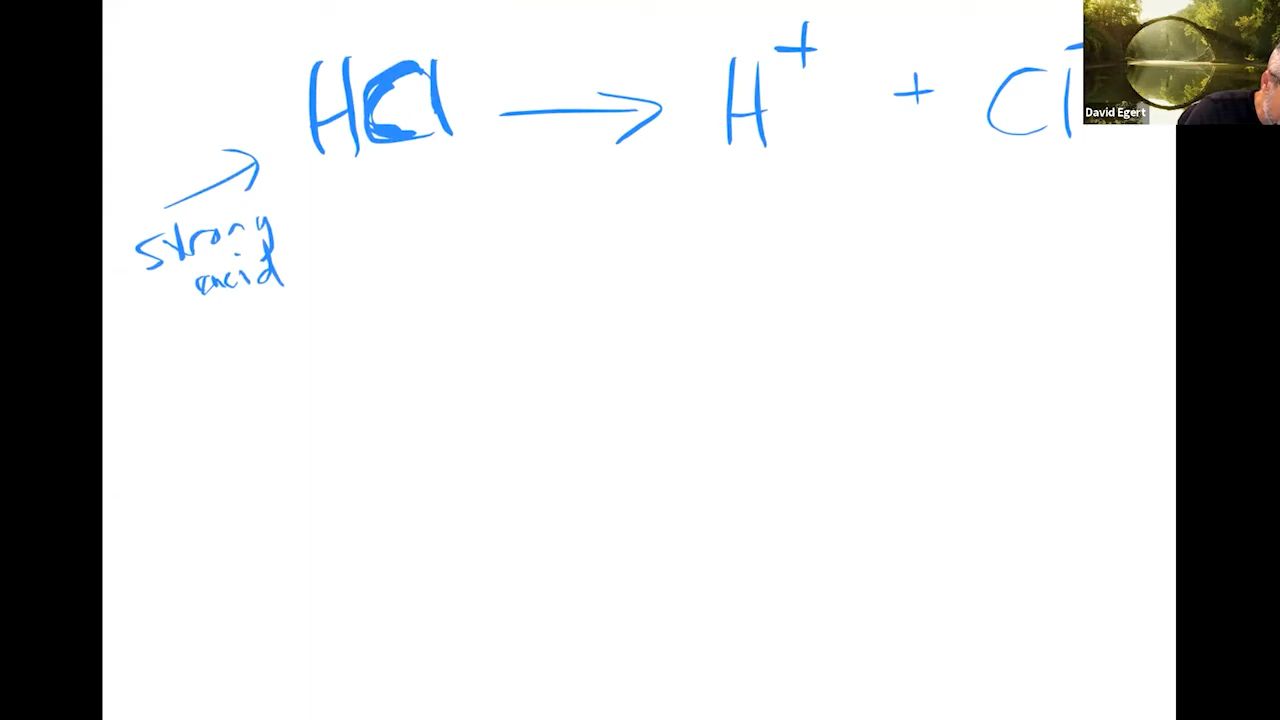 HCl → H⁺ + Cl⁻
David Egert
strong
acid